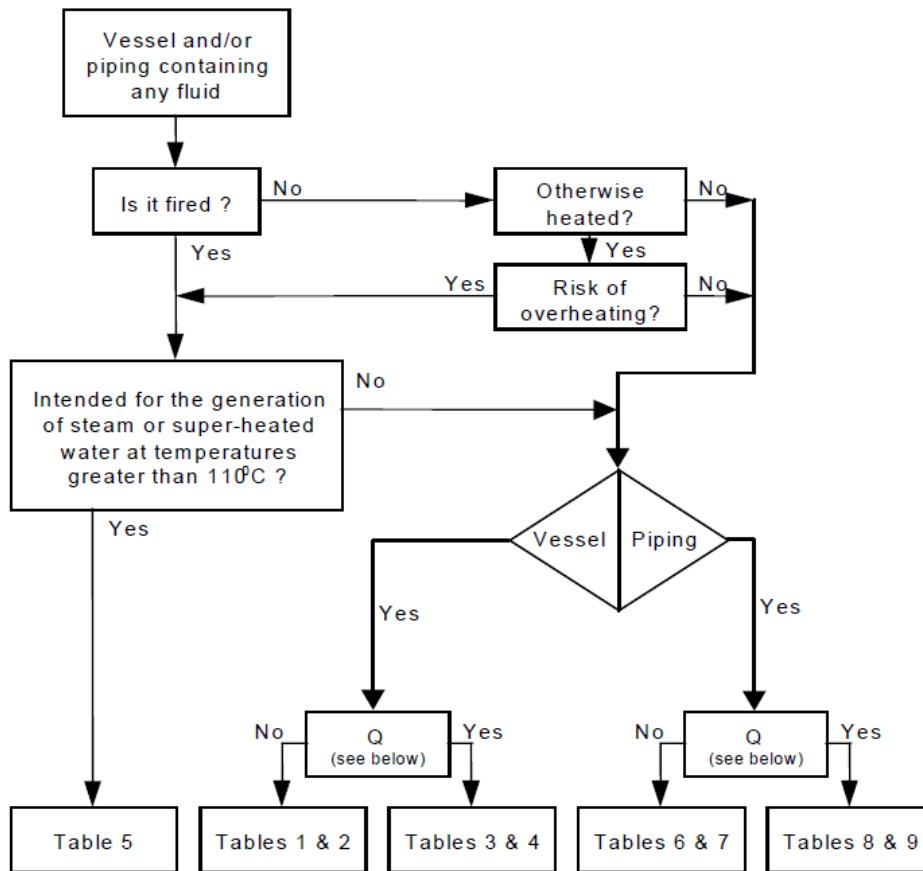 Vessel and/or
piping containing
any fluid
Is it fired ?
No
Otherwise
heated?
No
Yes
Yes
Yes
Risk of
overheating?
No
Intended for the generation
of steam or super-heated
water at temperatures
greater than 110⁰C ?
No
Yes
Vessel
Piping
Yes
Yes
No
Q
(see below)
Yes
No
Q
(see below)
Yes
Table 5
Tables 1 & 2
Tables 3 & 4
Tables 6 & 7
Tables 8 & 9